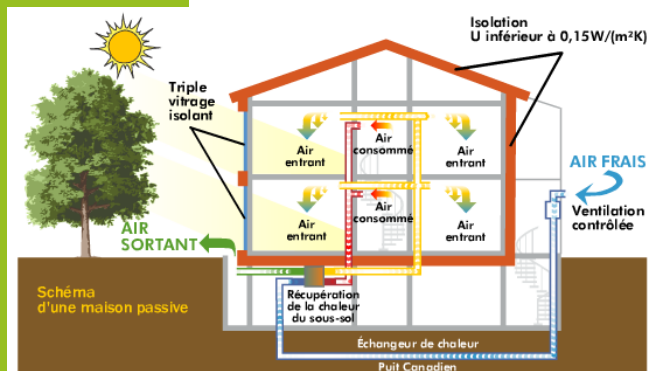 Isolation
U inférieur à 0,15W/(m²K)
Triple
vitrage
isolant
Air
entrant
Air
consommé
Air
entrant
AIR FRAIS
Ventilation
contrôlée
Air
entrant
Air
consommé
Air
entrant
AIR
SORTANT
Schéma
d'une maison passive
Récupération
de la chaleur
du sous-sol
Échangeur de chaleur
Puit Canadien